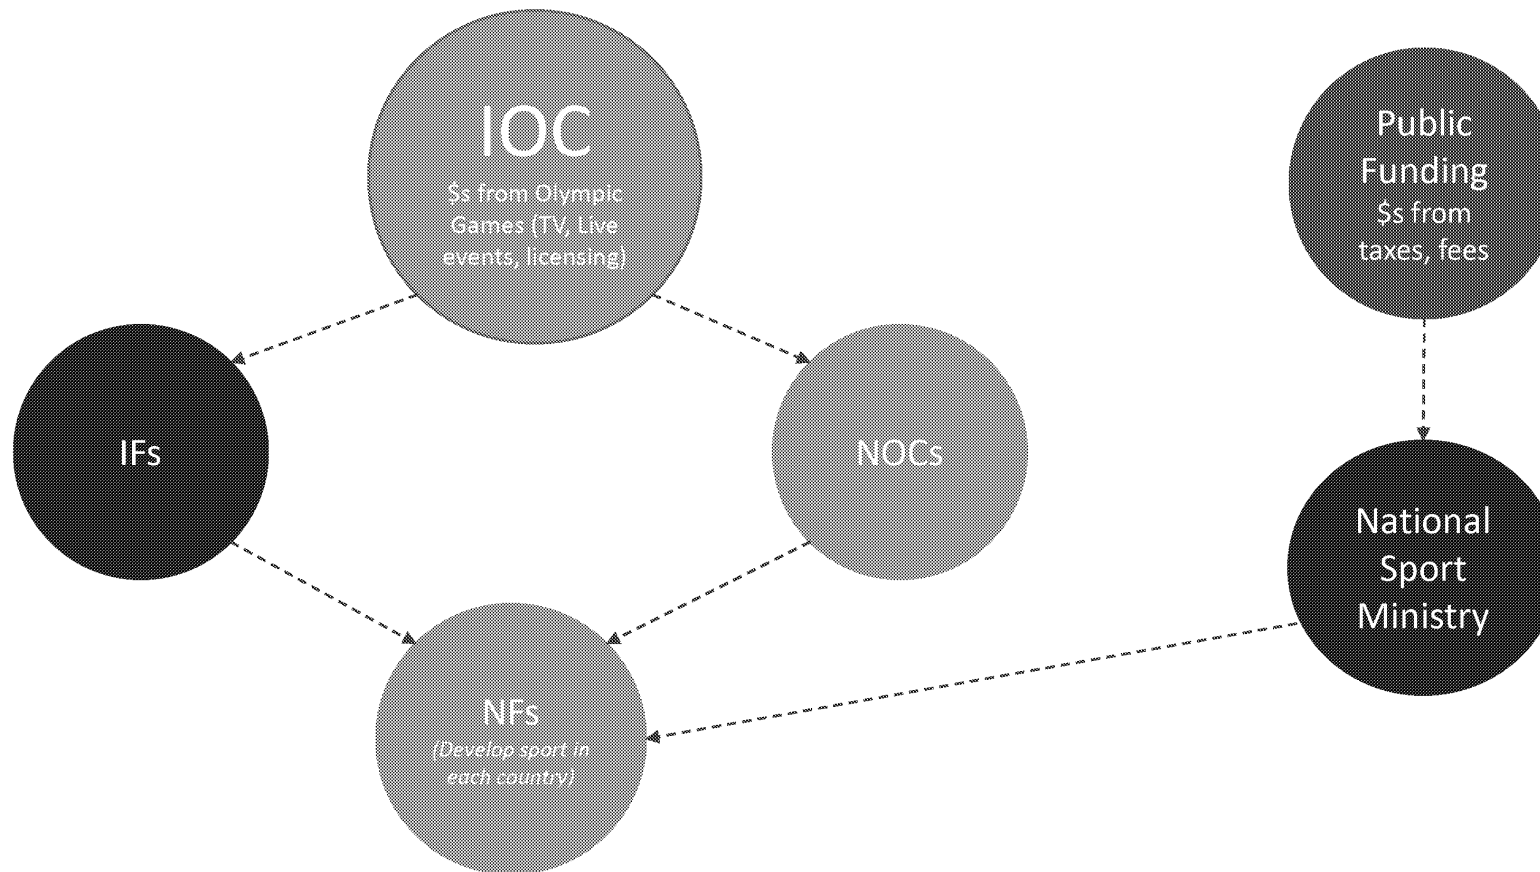 IOC
$s from Olympic
Games (TV, Live
events, licensing)
Public
Funding
$s from
taxes, fees
IFs
NOCs
National
Sport
Ministry
NFs
(Develop sport in
each country)